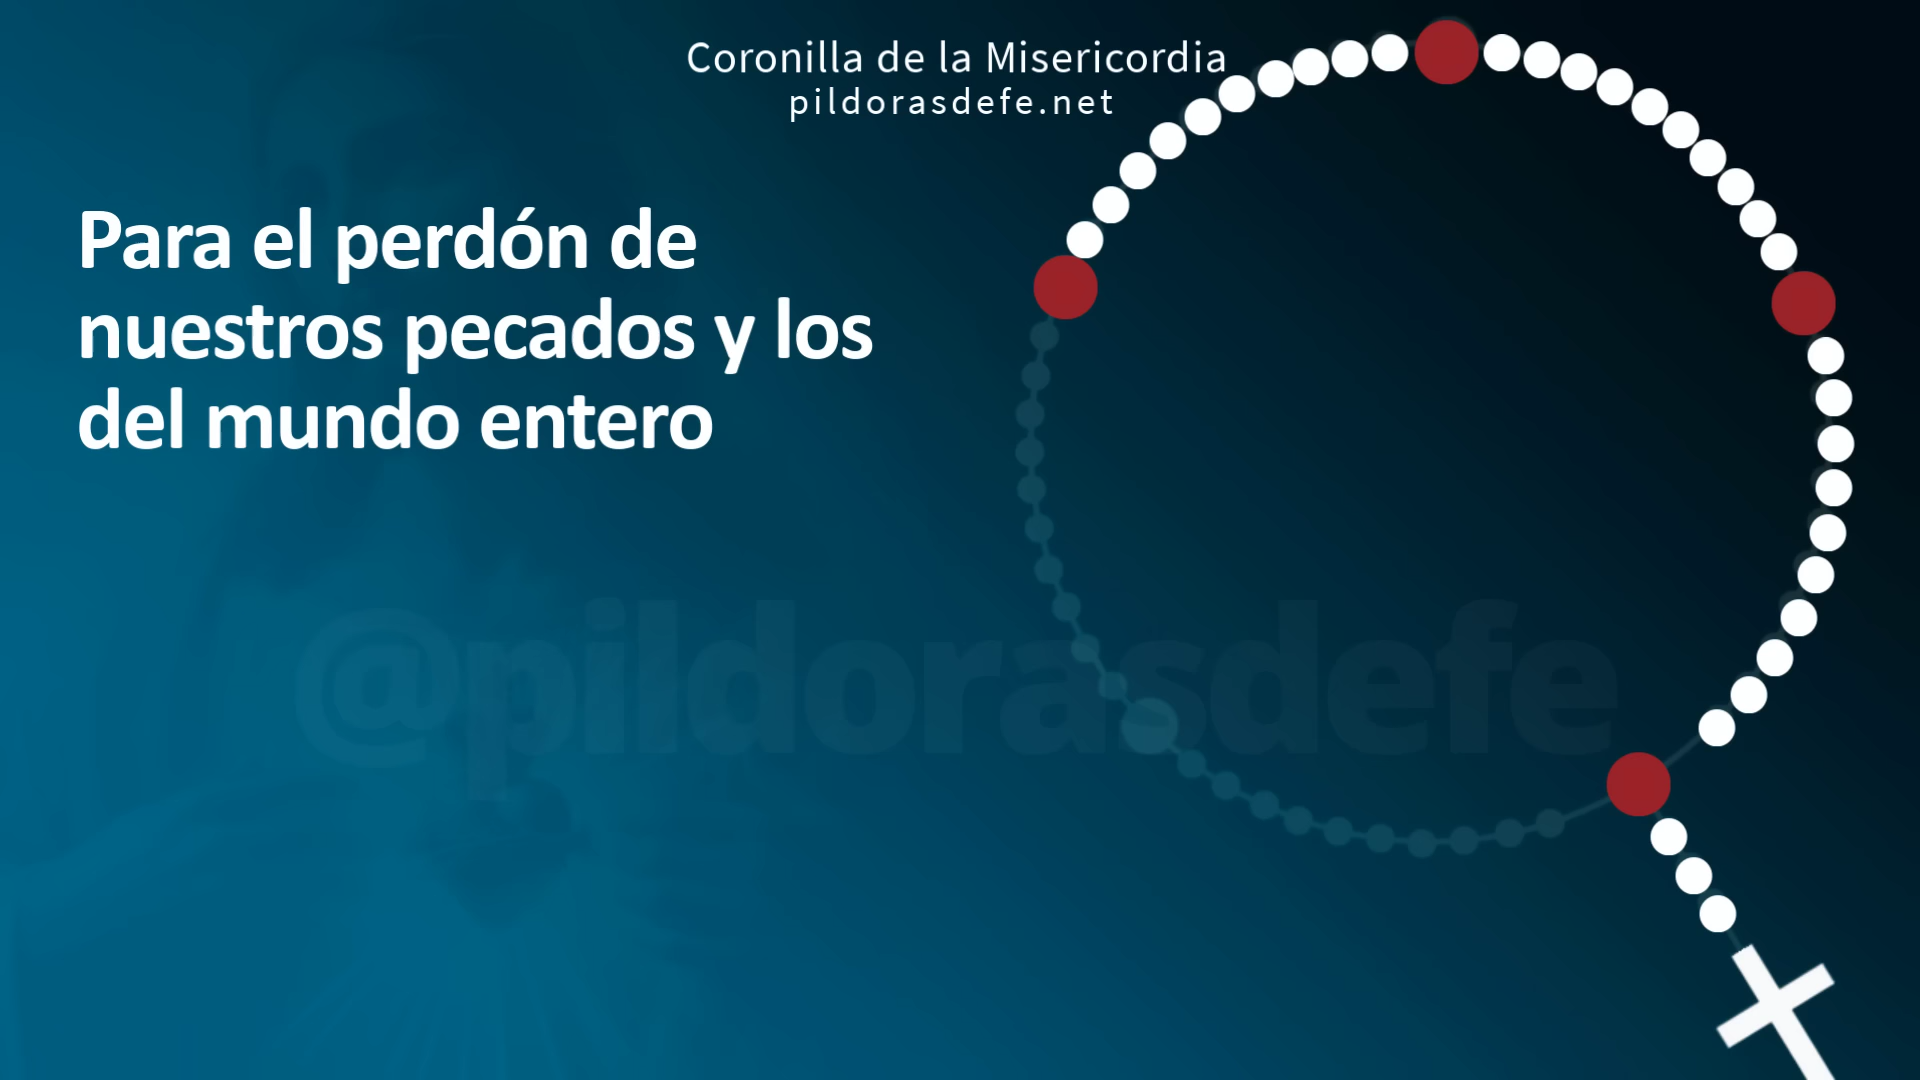 Coronilla de la Misericordia
pildorasdefe.net
Para el perdón de
nuestros pecados y los
del mundo entero
@pildorasdefe